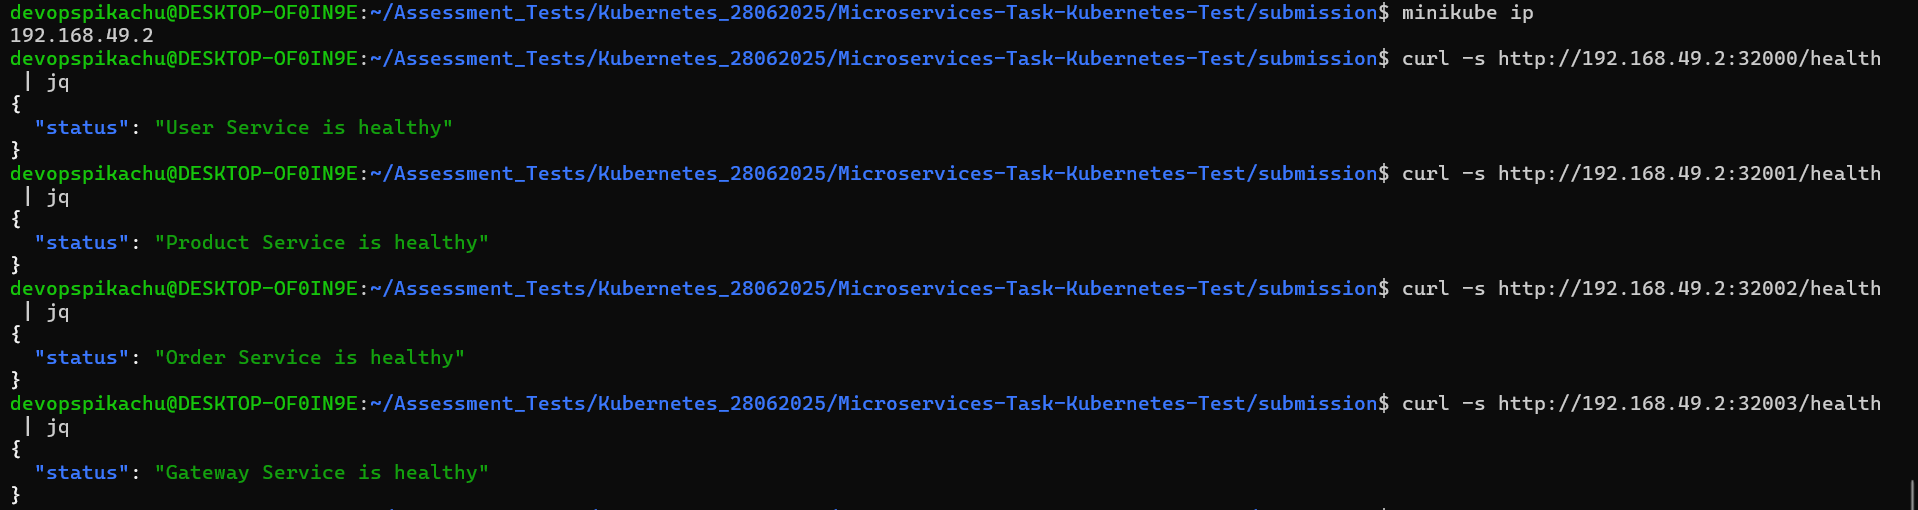 devopspikachu@DESKTOP-OF0IN9E:~/Assessment_Tests/Kubernetes_28062025/Microservices-Task-Kubernetes-Test/submission$ minikube ip
192.168.49.2
devopspikachu@DESKTOP-OF0IN9E:~/Assessment_Tests/Kubernetes_28062025/Microservices-Task-Kubernetes-Test/submission$ curl -s http://192.168.49.2:32000/health
 | jq
{
  "status": "User Service is healthy"
}
devopspikachu@DESKTOP-OF0IN9E:~/Assessment_Tests/Kubernetes_28062025/Microservices-Task-Kubernetes-Test/submission$ curl -s http://192.168.49.2:32001/health
 | jq
{
  "status": "Product Service is healthy"
}
devopspikachu@DESKTOP-OF0IN9E:~/Assessment_Tests/Kubernetes_28062025/Microservices-Task-Kubernetes-Test/submission$ curl -s http://192.168.49.2:32002/health
 | jq
{
  "status": "Order Service is healthy"
}
devopspikachu@DESKTOP-OF0IN9E:~/Assessment_Tests/Kubernetes_28062025/Microservices-Task-Kubernetes-Test/submission$ curl -s http://192.168.49.2:32003/health
 | jq
{
  "status": "Gateway Service is healthy"
}